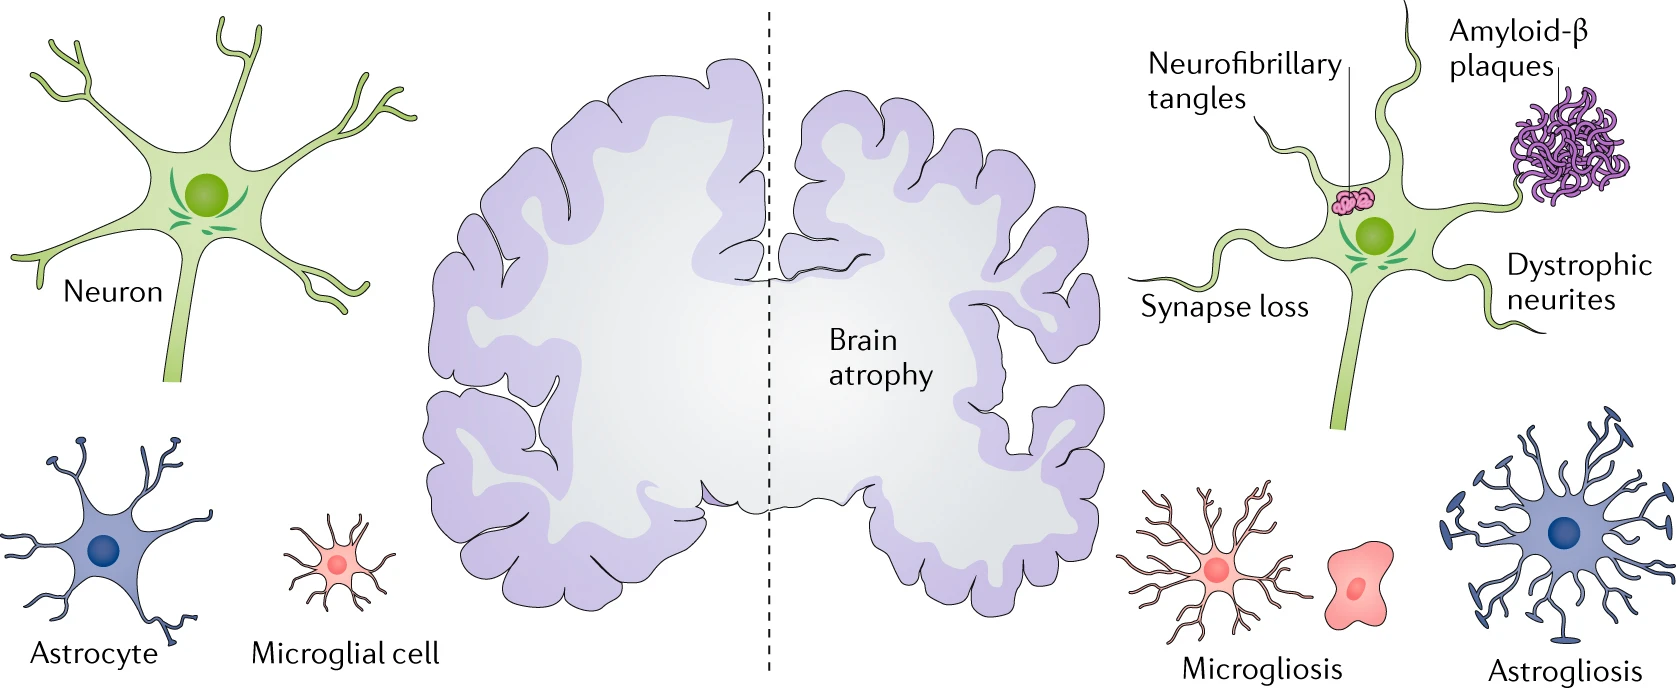 Neuron
Astrocyte
Microglial cell
Brain
atrophy
Neurofibrillary
tangles
Amyloid-β
plaques
Synapse loss
Dystrophic
neurites
Microgliosis
Astrogliosis